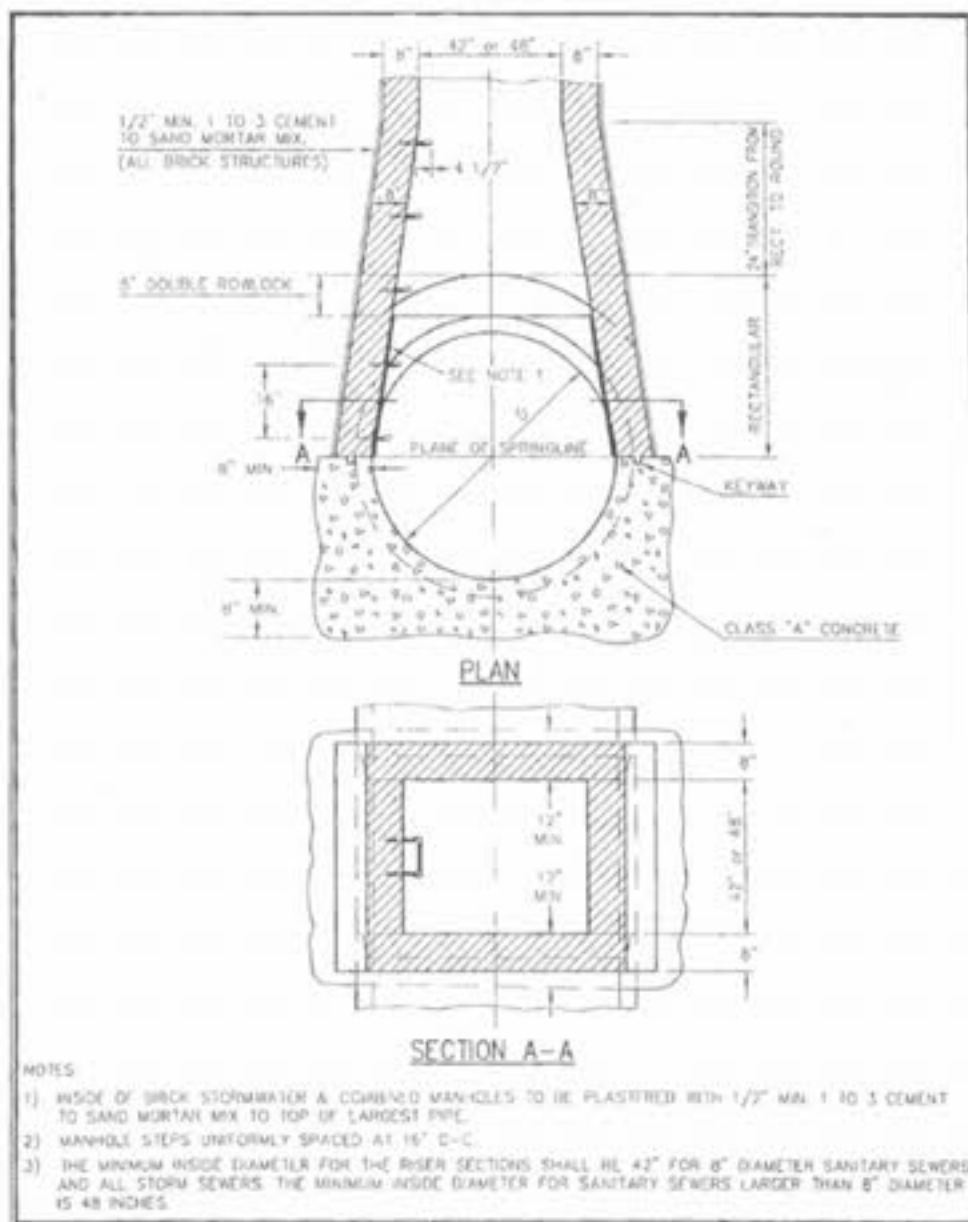 42" or 48"
8"
8"
1/2" MIN. 1 TO 3 CEMENT
TO SAND MORTAR MIX.
(ALL BRICK STRUCTURES)
4 1/2"
8"
8"
24" TRANSITION FROM
RECT. TO ROUND
8" DOUBLE ROWLOCK
RECTANGULAR
SEE NOTE 1
16"
D
A
A
PLANE OF SPRINGLINE
8" MIN
KEYWAY
8" MIN.
CLASS "A" CONCRETE
PLAN
8"
12"
MIN
42" or 48"
12"
MIN
8"
SECTION A-A
NOTES
1) INSIDE OF BRICK STORMWATER & COMBINED MANHOLES TO BE PLASTERED WITH 1/2" MIN. 1 TO 3 CEMENT
TO SAND MORTAR MIX TO TOP OF LARGEST PIPE.
2) MANHOLE STEPS UNIFORMLY SPACED AT 16" C-C.
3) THE MINIMUM INSIDE DIAMETER FOR THE RISER SECTIONS SHALL BE 42" FOR 8" DIAMETER SANITARY SEWERS
AND ALL STORM SEWERS. THE MINIMUM INSIDE DIAMETER FOR SANITARY SEWERS LARGER THAN 8" DIAMETER
IS 48 INCHES.